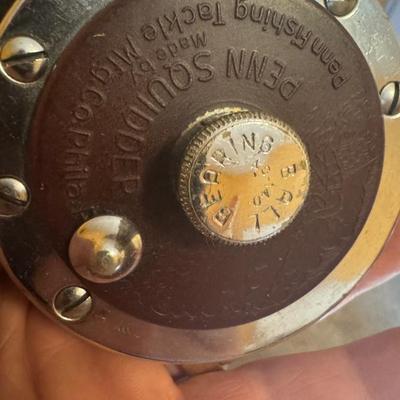 PENN SQUIDDER
Made by
Penn Fishing Tackle Mfg. Co. Phila.
BALL BEARING